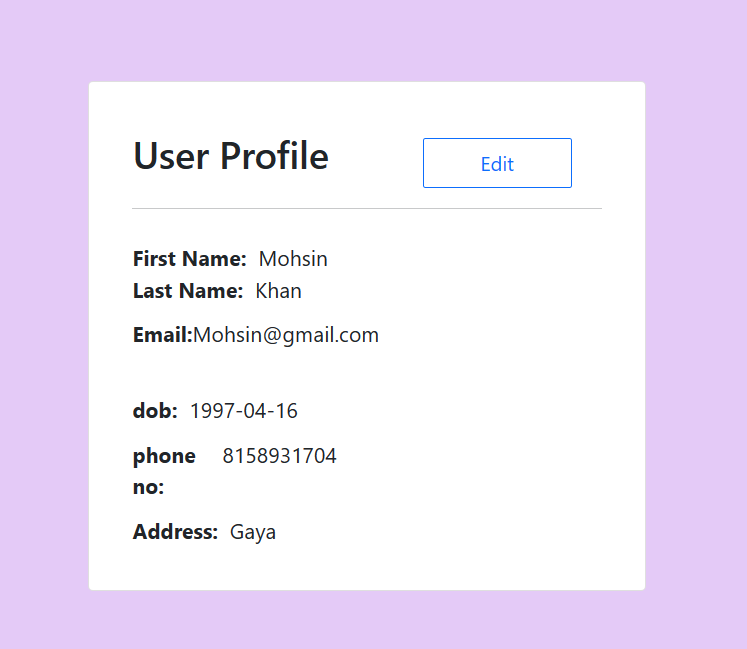 User Profile
Edit
First Name: Mohsin
Last Name: Khan
Email:Mohsin@gmail.com
dob: 1997-04-16
phone 8158931704
no:
Address: Gaya